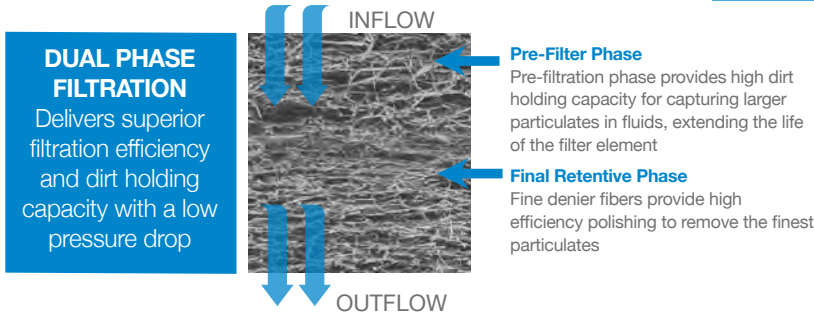 INFLOW
DUAL PHASE
FILTRATION
Delivers superior
filtration efficiency
and dirt holding
capacity with a low
pressure drop
Pre-Filter Phase
Pre-filtration phase provides high dirt
holding capacity for capturing larger
particulates in fluids, extending the life
of the filter element
Final Retentive Phase
Fine denier fibers provide high
efficiency polishing to remove the finest
particulates
OUTFLOW